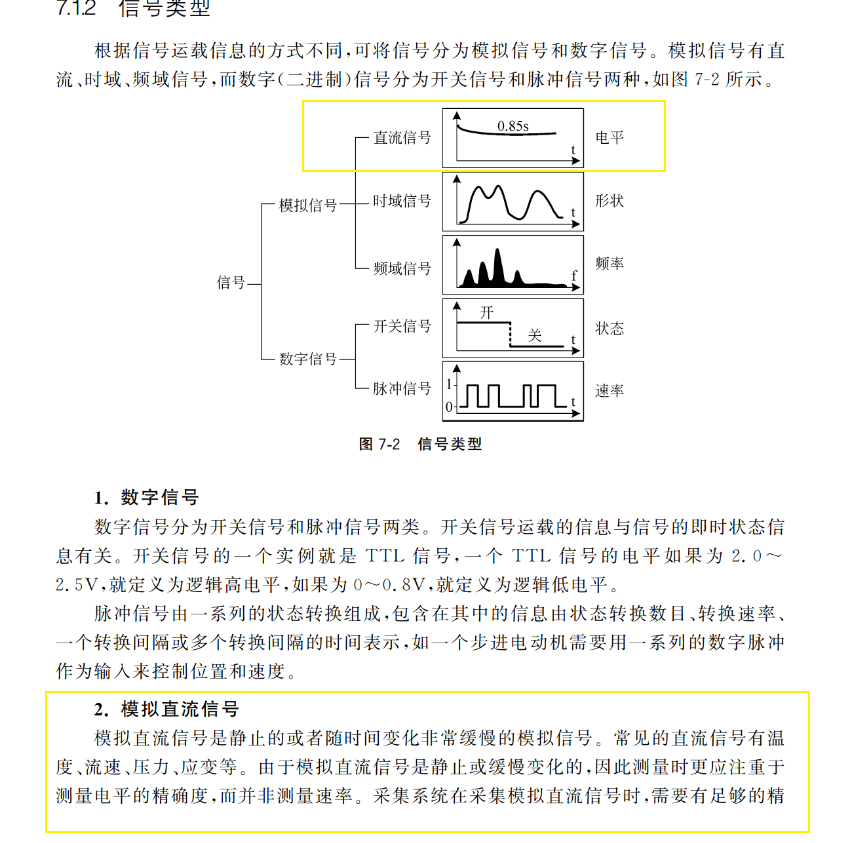 7.1.2 信号类型
根据信号运载信息的方式不同,可将信号分为模拟信号和数字信号。模拟信号有直
流、时域、频域信号,而数字(二进制)信号分为开关信号和脉冲信号两种,如图 7-2 所示。
直流信号
0.85s
t
电平
模拟信号
时域信号
t
形状
频域信号
f
频率
信号
开关信号
开
关
t
状态
数字信号
脉冲信号
1
0
t
速率
图 7-2 信号类型
1. 数字信号
数字信号分为开关信号和脉冲信号两类。开关信号运载的信息与信号的即时状态信
息有关。开关信号的一个实例就是 TTL 信号,一个 TTL 信号的电平如果为 2.0～
2.5V,就定义为逻辑高电平,如果为 0～0.8V,就定义为逻辑低电平。
脉冲信号由一系列的状态转换组成,包含在其中的信息由状态转换数目、转换速率、
一个转换间隔或多个转换间隔的时间表示,如一个步进电动机需要用一系列的数字脉冲
作为输入来控制位置和速度。
2. 模拟直流信号
模拟直流信号是静止的或者随时间变化非常缓慢的模拟信号。常见的直流信号有温
度、流速、压力、应变等。由于模拟直流信号是静止或缓慢变化的,因此测量时更应注重于
测量电平的精确度,而并非测量速率。采集系统在采集模拟直流信号时,需要有足够的精